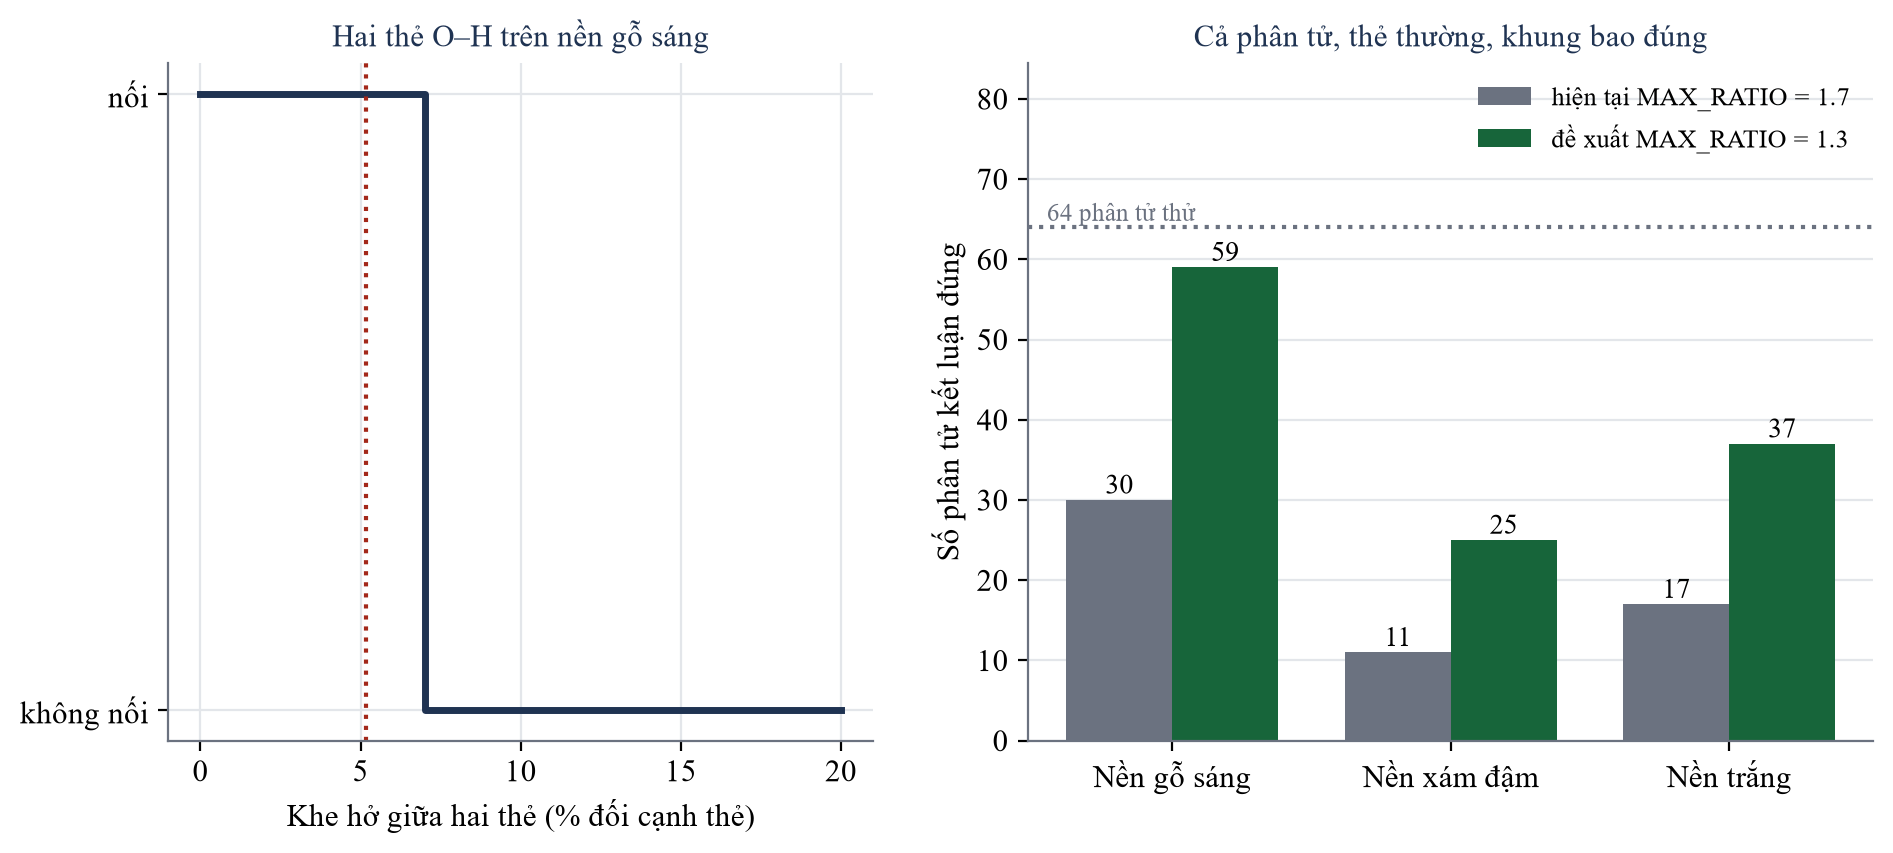 Hai thẻ O–H trên nền gỗ sáng
nối
không nối
0 5 10 15 20
Khe hở giữa hai thẻ (% đối cạnh thẻ)
Cả phân tử, thẻ thường, khung bao đúng
hiện tại MAX_RATIO = 1.7
đề xuất MAX_RATIO = 1.3
64 phân tử thử
Số phân tử kết luận đúng
80
70
60
50
40
30
20
10
0
59
30
25
11
37
17
Nền gỗ sáng
Nền xám đậm
Nền trắng